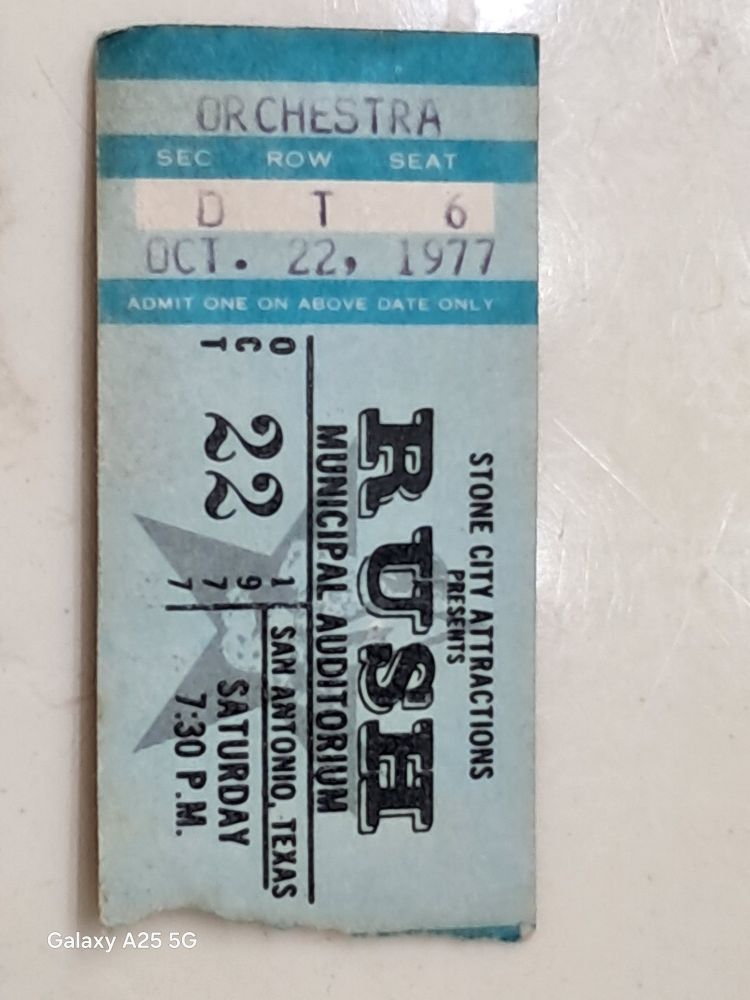 ORCHESTRA
SEC ROW SEAT
D T 6
OCT. 22, 1977
ADMIT ONE ON ABOVE DATE ONLY
STONE CITY ATTRACTIONS
PRESENTS
RUSH
MUNICIPAL AUDITORIUM
SAN ANTONIO, TEXAS
OCT 22 1977
SATURDAY
7:30 P.M.
Galaxy A25 5G